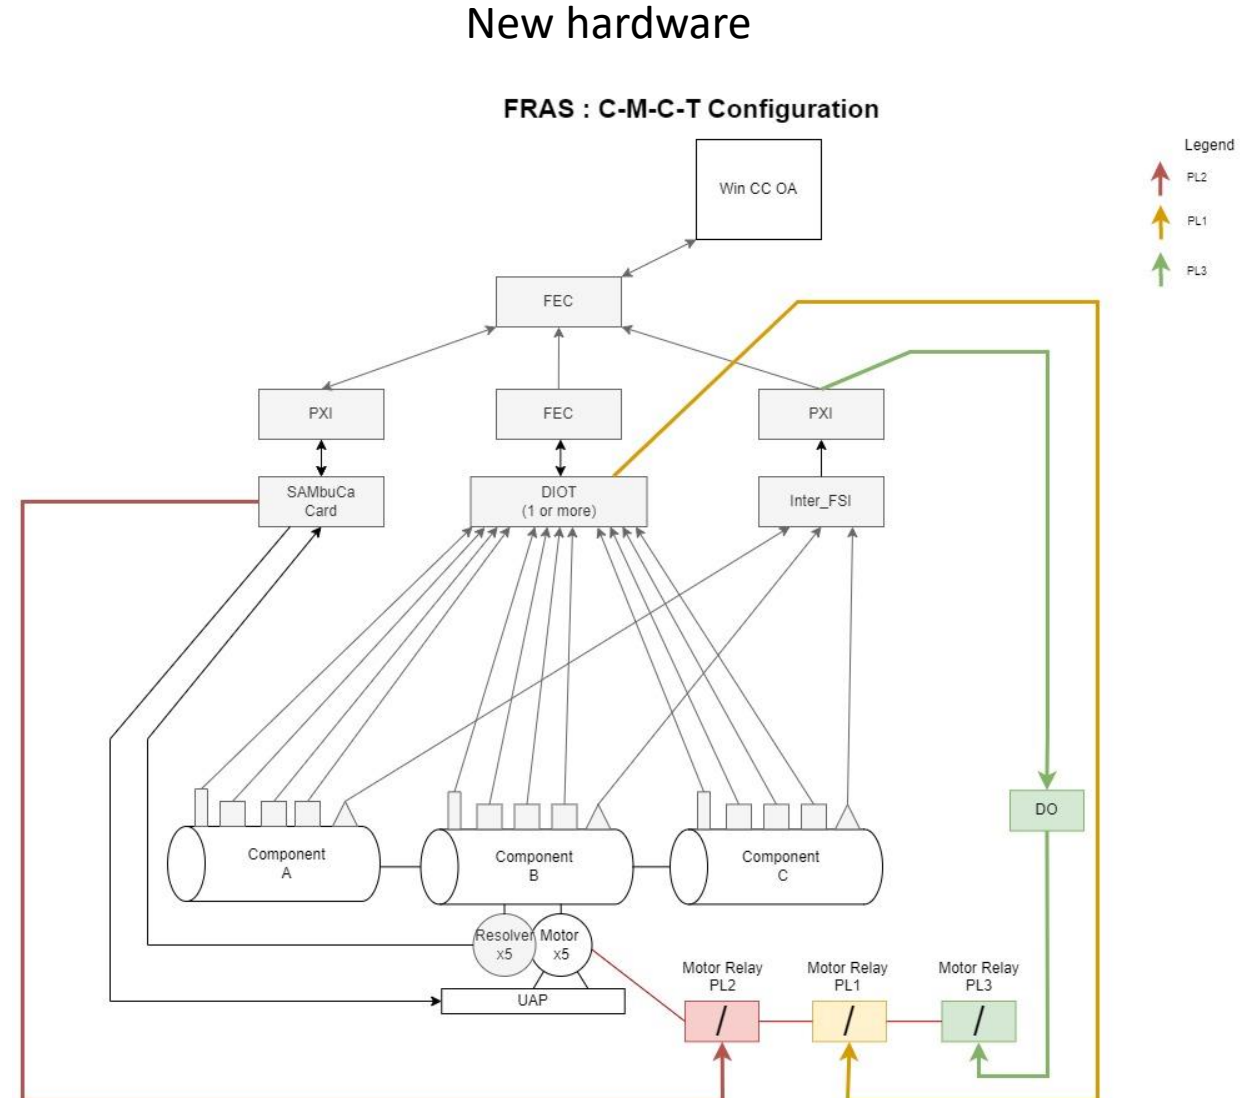 New hardware
FRAS : C-M-C-T Configuration
Legend
PL2
PL1
PL3
Win CC OA
FEC
PXI
FEC
PXI
SAMbuCa
Card
DIOT
(1 or more)
Inter_FSI
DO
Component
A
Component
B
Component
C
Resolver
x5
Motor
x5
UAP
Motor Relay
PL2
Motor Relay
PL1
Motor Relay
PL3
/
/
/